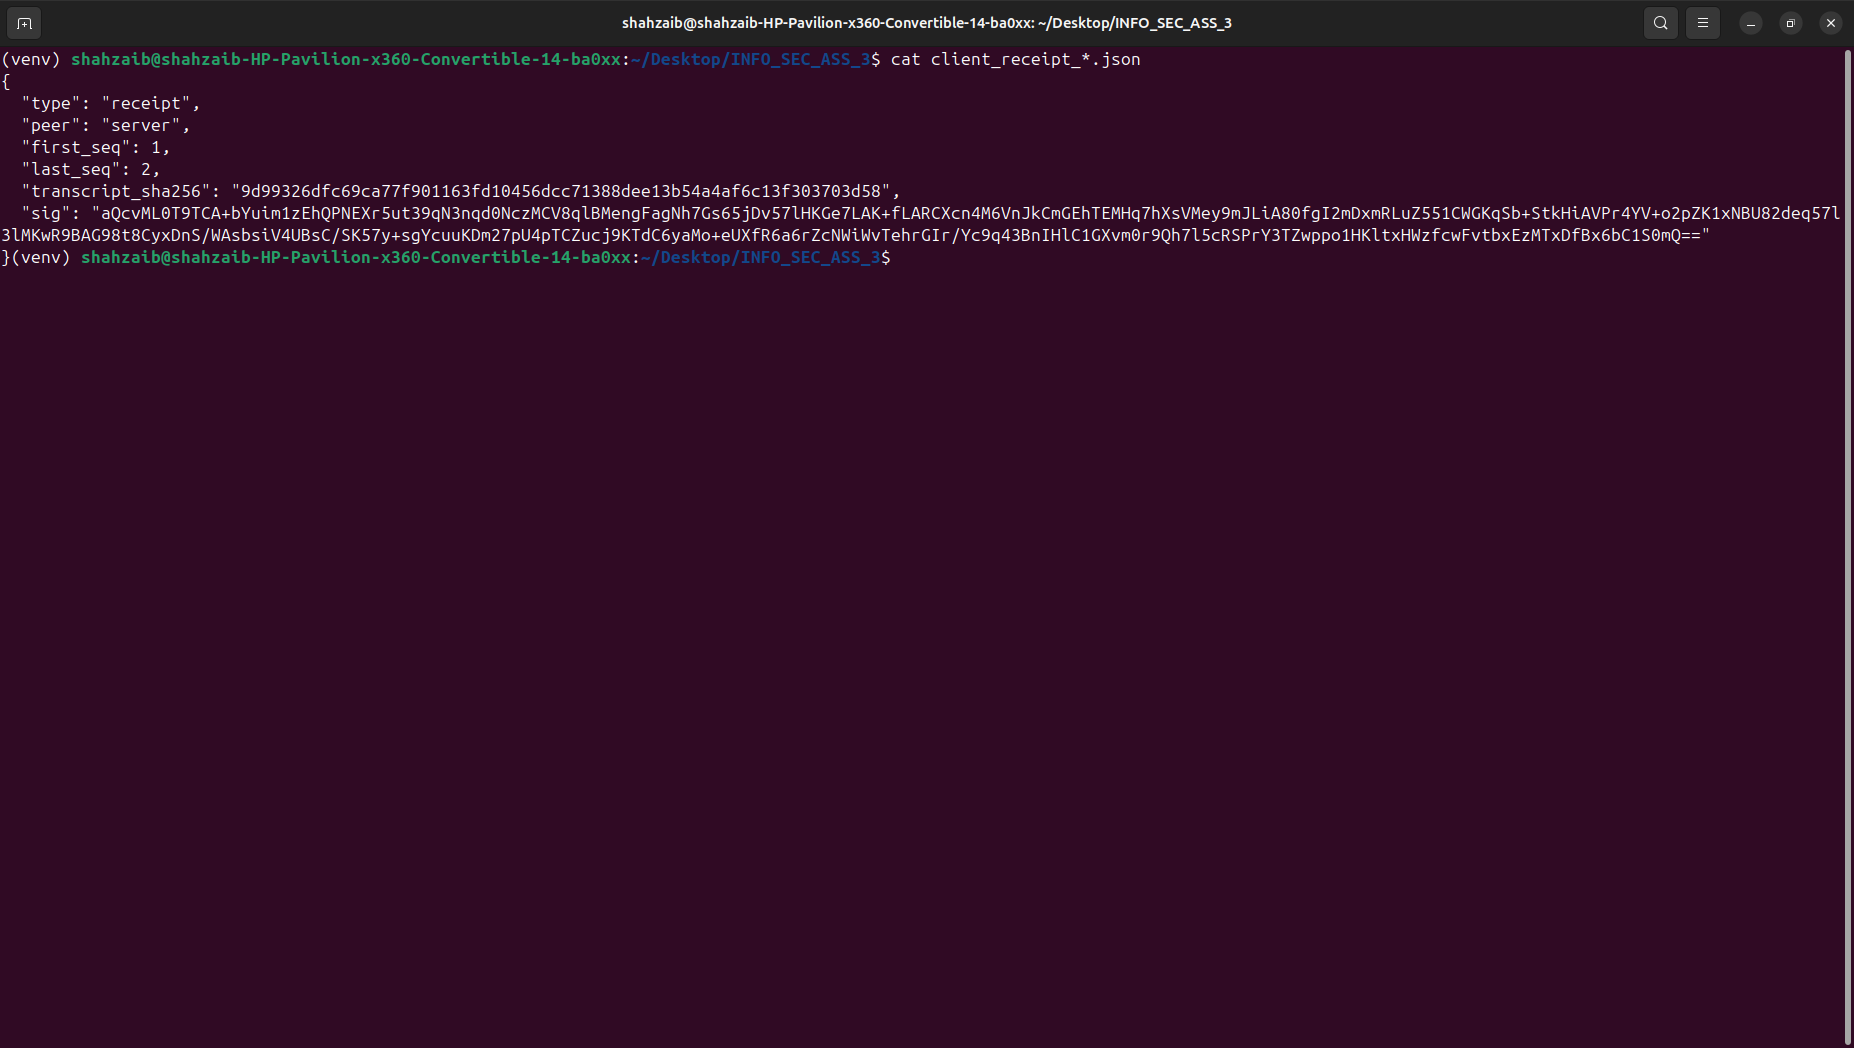 shahzaib@shahzaib-HP-Pavilion-x360-Convertible-14-ba0xx: ~/Desktop/INFO_SEC_ASS_3
(venv) shahzaib@shahzaib-HP-Pavilion-x360-Convertible-14-ba0xx:~/Desktop/INFO_SEC_ASS_3$ cat client_receipt_*.json
{
  "type": "receipt",
  "peer": "server",
  "first_seq": 1,
  "last_seq": 2,
  "transcript_sha256": "9d99326dfc69ca77f901163fd10456dcc71388dee13b54a4af6c13f303703d58",
  "sig": "aQcvML0T9TCA+bYuim1zEhQPNEXr5ut39qN3nqd0NczMCV8qlBMengFagNh7Gs65jDv57lHKGe7LAK+fLARCXcn4M6VnJkCmGEhTEMHq7hXsVMey9mJLiA80fgI2mDxmRLuZ551CWGKqSb+StkHiAVPr4YV+o2pZK1xNBU82deq57l
3lMKwR9BAG98t8CyxDnS/WAsbsiV4UBsC/SK57y+sgYcuuKDm27pU4pTCZucj9KTdC6yaMo+eUXfR6a6rZcNWiWvTehrGIr/Yc9q43BnIHlC1GXvm0r9Qh7l5cRSPrY3TZwppo1HKltxHWzfcwFvtbxEzMTxDfBx6bC1S0mQ=="
}(venv) shahzaib@shahzaib-HP-Pavilion-x360-Convertible-14-ba0xx:~/Desktop/INFO_SEC_ASS_3$